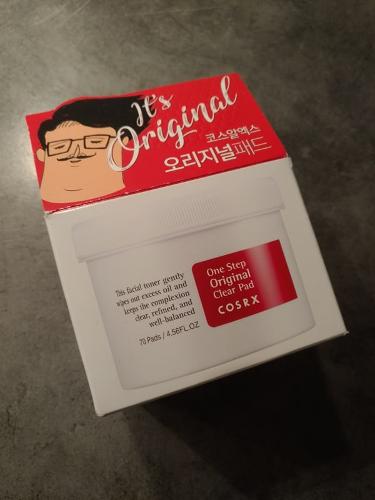 It's
Original
코스알엑스
오리지널패드
This facial toner gently
wipes out excess oil and
keeps the complexion
clear, refined, and
well-balanced
70 Pads / 4.56FL.OZ
One Step
Original
Clear Pad
COSRX